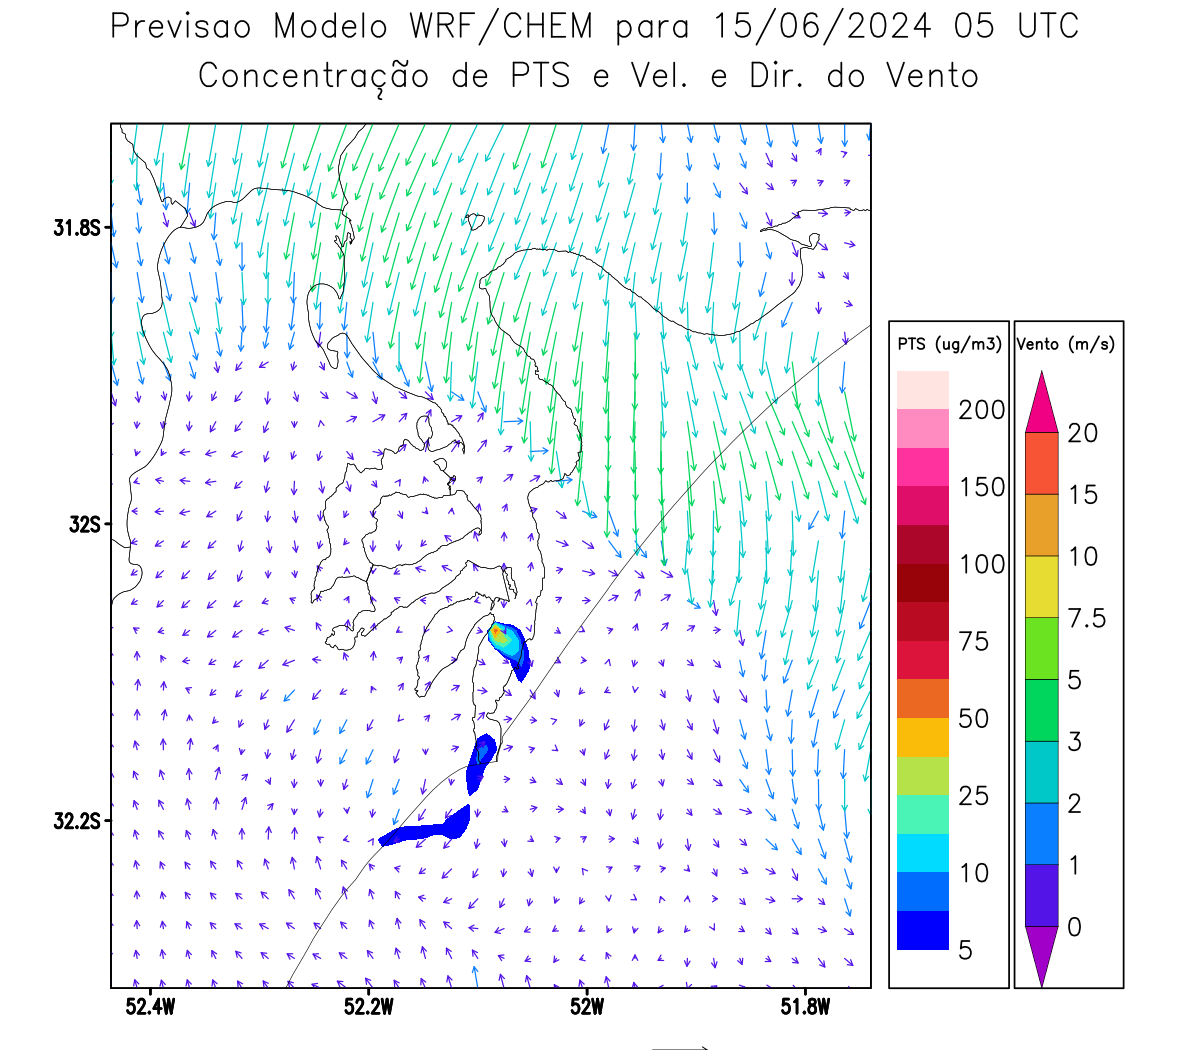 Previsao Modelo WRF/CHEM para 15/06/2024 05 UTC
Concentração de PTS e Vel. e Dir. do Vento
31.8S
32S
32.2S
52.4W 52.2W 52W 51.8W
PTS (ug/m3)
200
150
100
75
50
25
10
5
Vento (m/s)
20
15
10
7.5
5
3
2
1
0